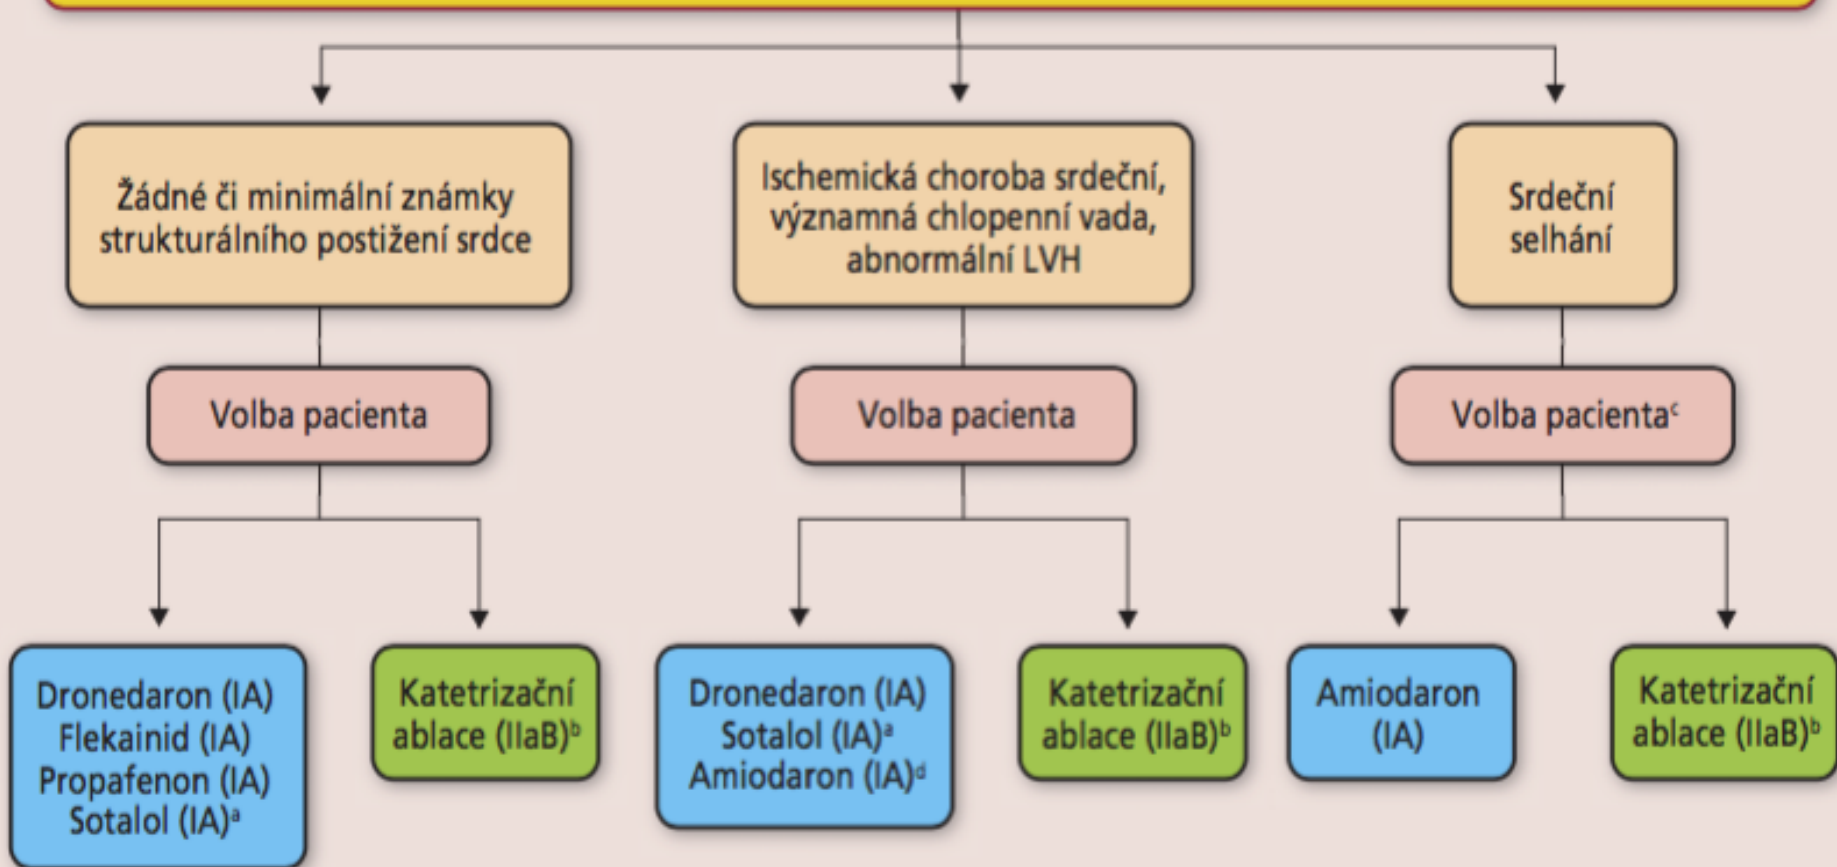 Žádné či minimální známky
strukturálního postižení srdce
Ischemická choroba srdeční,
významná chlopenní vada,
abnormální LVH
Srdeční
selhání
Volba pacienta
Volba pacienta
Volba pacientaᶜ
Dronedaron (IA)
Flekainid (IA)
Propafenon (IA)
Sotalol (IA)ᵃ
Katetrizační
ablace (IIaB)ᵇ
Dronedaron (IA)
Sotalol (IA)ᵃ
Amiodaron (IA)ᵈ
Katetrizační
ablace (IIaB)ᵇ
Amiodaron
(IA)
Katetrizační
ablace (IIaB)ᵇ